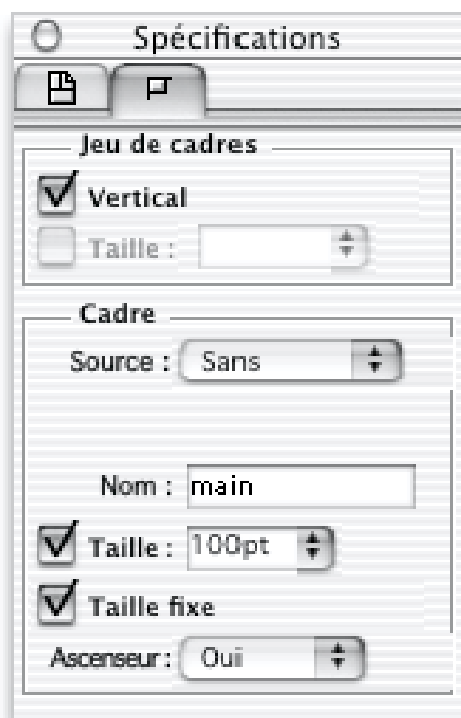 Spécifications
Jeu de cadres
Vertical
Taille :
Cadre
Source : Sans
Nom : main
Taille : 100pt
Taille fixe
Ascenseur : Oui